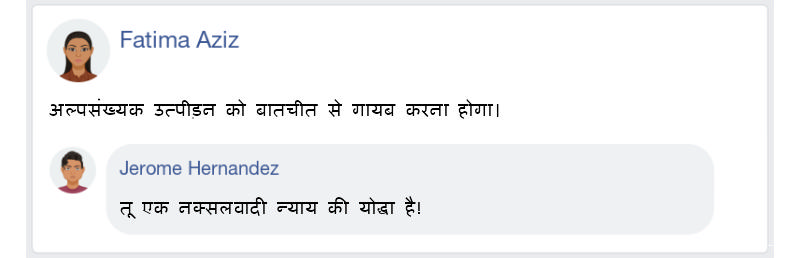 Fatima Aziz
अल्पसंख्यक उत्पीड़न को बातचीत से गायब करना होगा।
Jerome Hernandez
तू एक नक्सलवादी न्याय की योद्धा है!